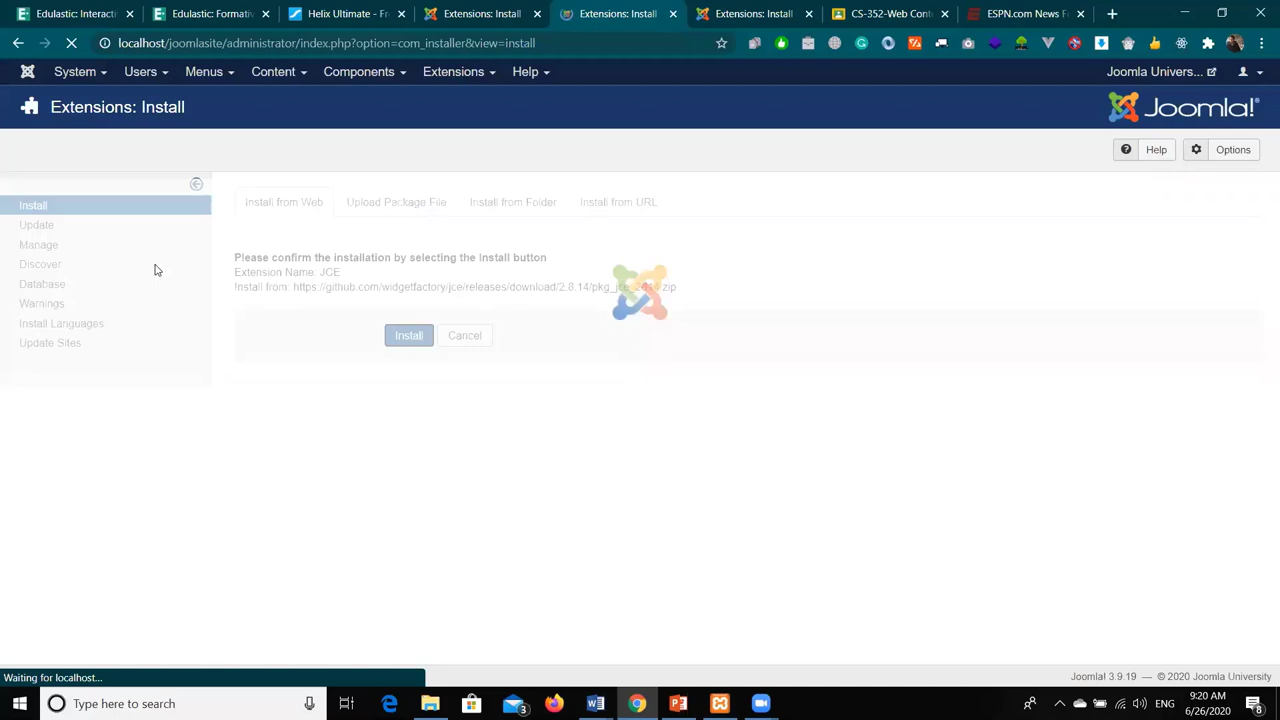 Edulastic: Interacti
Edulastic: Formativ
Helix Ultimate - Fre
Extensions: Install
Extensions: Install
Extensions: Install
CS-352-Web Conte
ESPN.com News Fe
localhost/joomlasite/administrator/index.php?option=com_installer&view=install
System Users Menus Content Components Extensions Help Joomla Univers...
Extensions: Install Joomla!
Help Options
Install
Update
Manage
Discover
Database
Warnings
Install Languages
Update Sites
Install from Web Upload Package File Install from Folder Install from URL
Please confirm the installation by selecting the Install button
Extension Name: JCE
Install Cancel
Waiting for localhost...
Joomla! 3.9.19 — © 2020 Joomla University
Type here to search
3
ENG
9:20 AM
6/26/2020
8